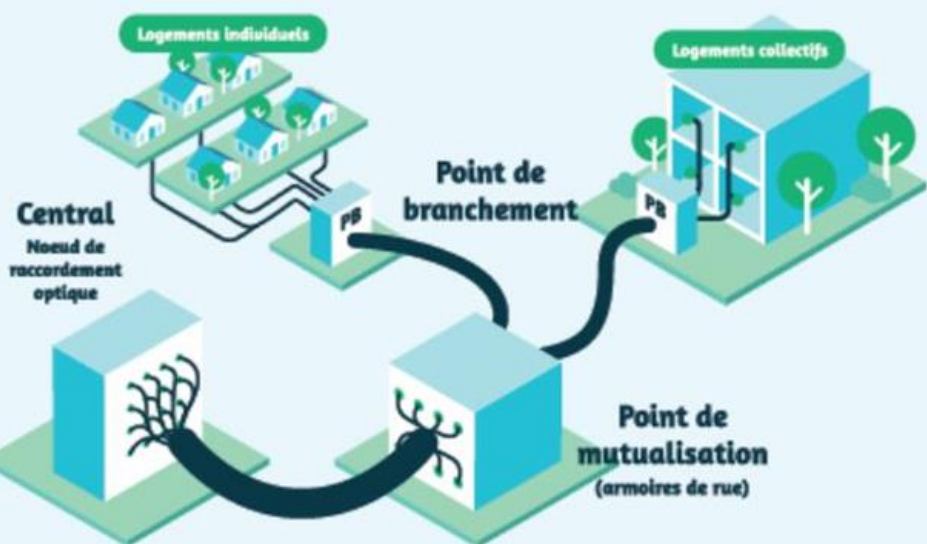 Logements individuels
Logements collectifs
Point de
branchement
Central
Noeud de
raccordement
optique
PB
PB
Point de
mutualisation
(armoires de rue)